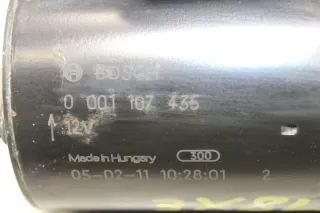 BOSCH
0 001 107 435
12V
Made in Hungary 300
05-02-11 10:28:01 2